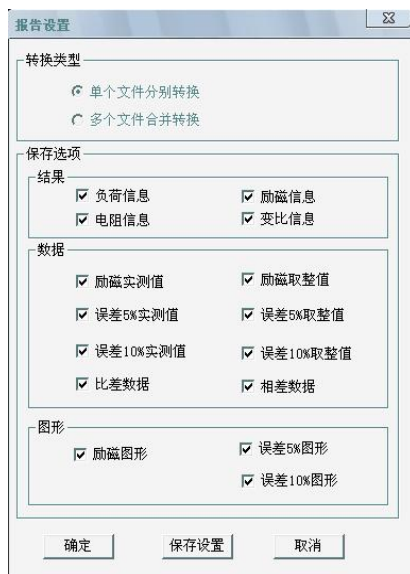 报告设置
转换类型
单个文件分别转换
多个文件合并转换
保存选项
结果
负荷信息 励磁信息
电阻信息 变比信息
数据
励磁实测值 励磁取整值
误差5%实测值 误差5%取整值
误差10%实测值 误差10%取整值
比差数据 相差数据
图形
励磁图形 误差5%图形
误差10%图形
确定 保存设置 取消